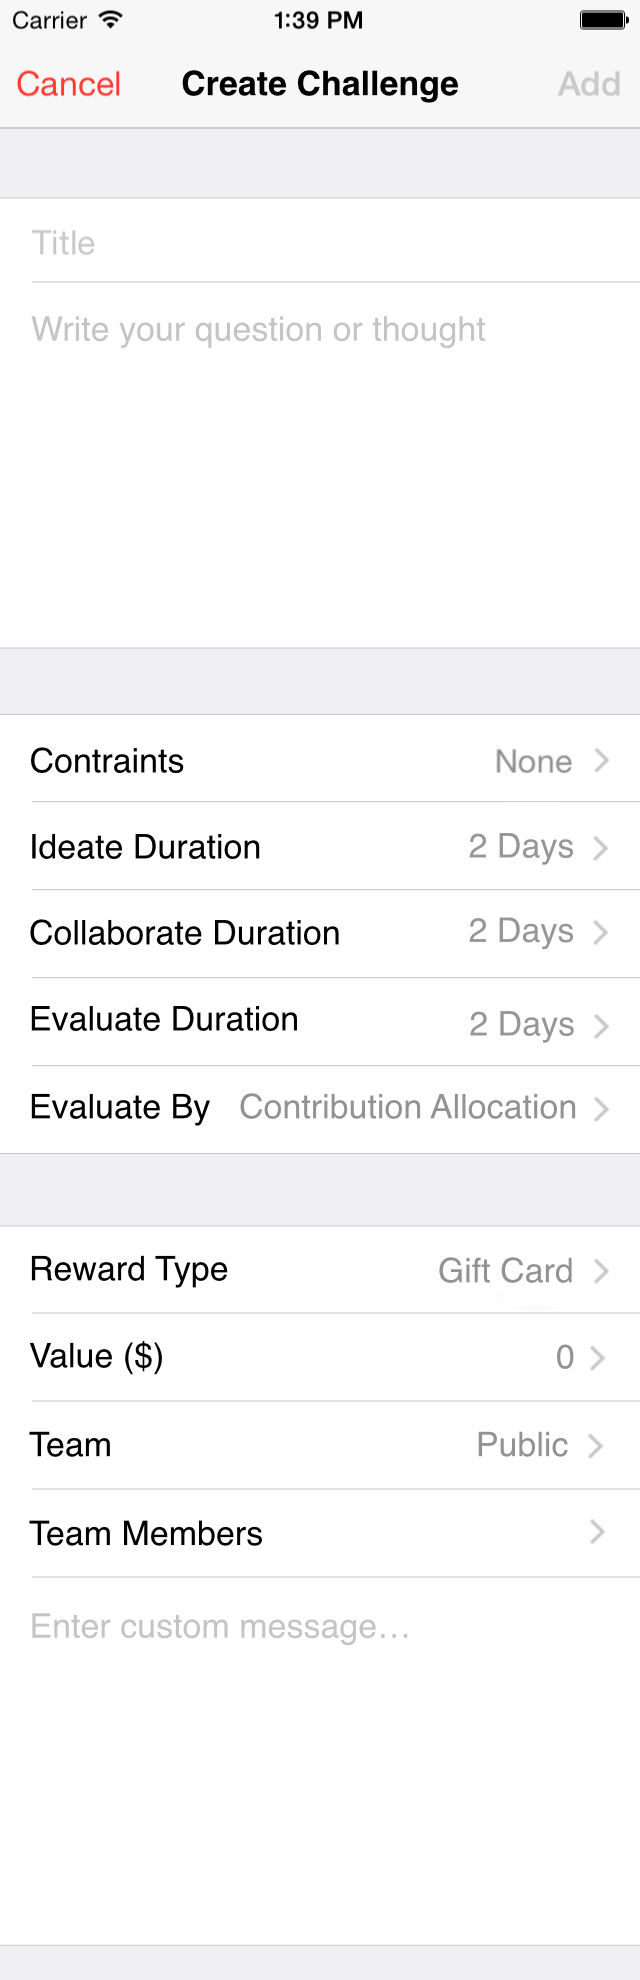 Carrier 1:39 PM
Cancel Create Challenge Add
Title
Write your question or thought
Contraints None
Ideate Duration 2 Days
Collaborate Duration 2 Days
Evaluate Duration 2 Days
Evaluate By Contribution Allocation
Reward Type Gift Card
Value ($) 0
Team Public
Team Members
Enter custom message…